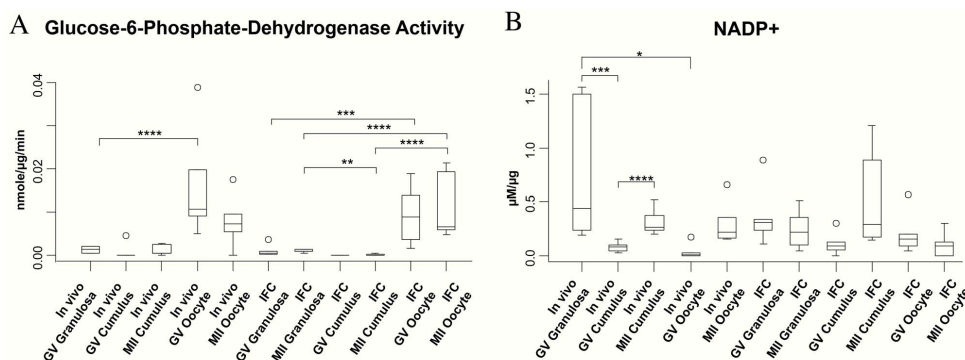 A Glucose-6-Phosphate-Dehydrogenase Activity
nmole/µg/min
0.04
0.02
0.00
****
***
****
****
**
In vivo
GV Granulosa
In vivo
GV Cumulus
In vivo
MII Cumulus
In vivo
GV Oocyte
In vivo
MII Oocyte
IFC
GV Granulosa
IFC
MII Granulosa
IFC
GV Cumulus
IFC
MII Cumulus
IFC
GV Oocyte
IFC
MII Oocyte
B NADP+
µM/µg
1.5
1.0
0.5
0.0
*
***
****
In vivo
GV Granulosa
In vivo
GV Cumulus
In vivo
MII Cumulus
In vivo
GV Oocyte
In vivo
MII Oocyte
IFC
GV Granulosa
IFC
MII Granulosa
IFC
GV Cumulus
IFC
MII Cumulus
IFC
GV Oocyte
IFC
MII Oocyte